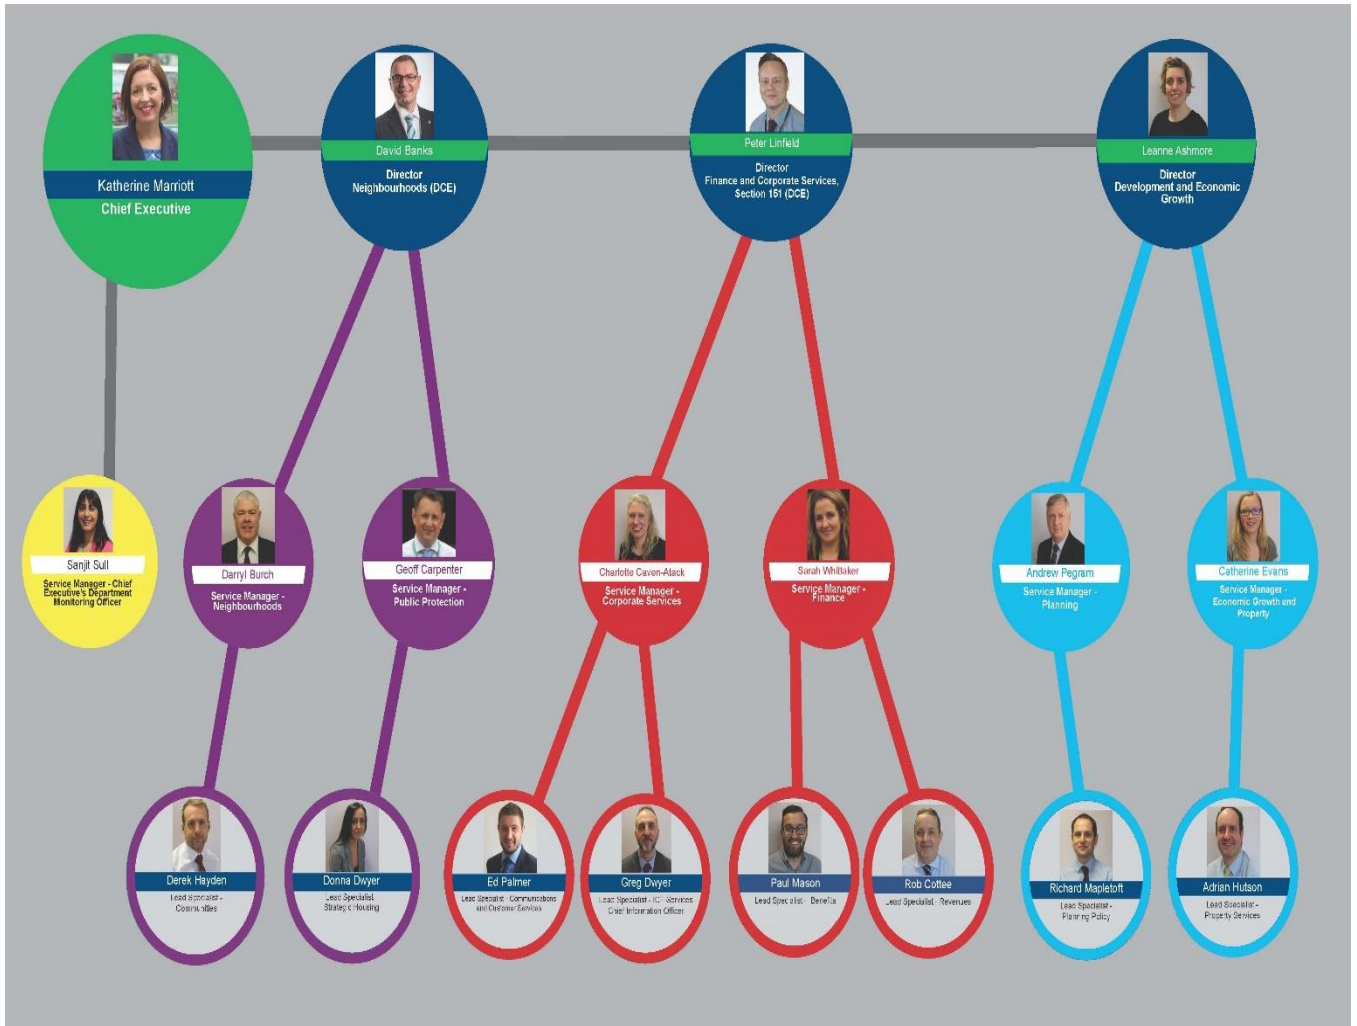 Katherine Marriott
Chief Executive
David Banks
Director
Neighbourhoods (DCE)
Peter Linfield
Director
Finance and Corporate Services,
Section 151 (DCE)
Leanne Ashmore
Director
Development and Economic
Growth
Sanjit Sull
Service Manager - Chief
Executive's Department
Monitoring Officer
Darryl Burch
Service Manager -
Neighbourhoods
Geoff Carpenter
Service Manager -
Public Protection
Charlotte Caven-Atack
Service Manager -
Corporate Services
Sarah Whittaker
Service Manager -
Finance
Andrew Pegram
Service Manager -
Planning
Catherine Evans
Service Manager -
Economic Growth and
Property
Derek Hayden
Lead Specialist -
Communities
Donna Dwyer
Lead Specialist
Strategic Housing
Ed Palmer
Lead Specialist - Communications
and Customer Services
Greg Dwyer
Lead Specialist - ICT Services
Chief Information Officer
Paul Mason
Lead Specialist - Benefits
Rob Cottee
Lead Specialist - Revenues
Richard Mapletoft
Lead Specialist -
Planning Policy
Adrian Hutson
Lead Specialist -
Property Services